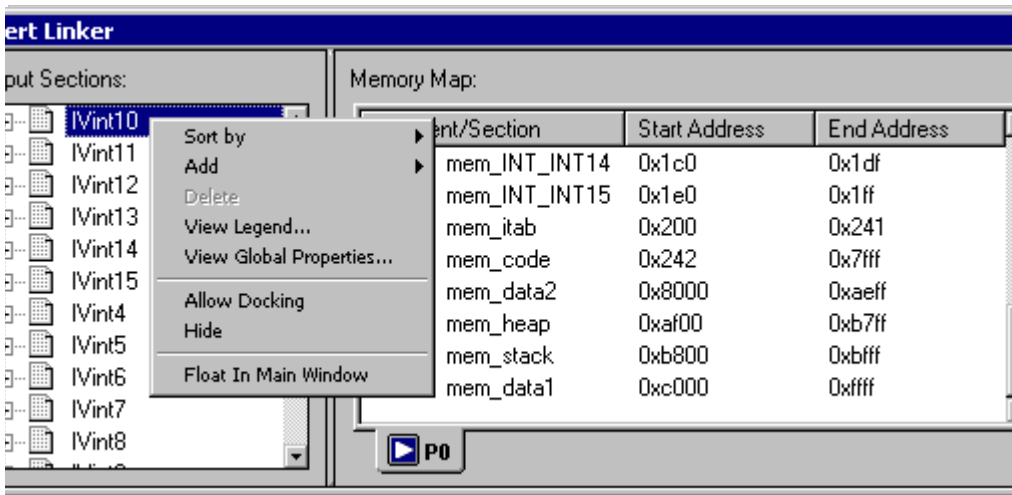 ert Linker
put Sections:
IVint10
IVint11
IVint12
IVint13
IVint14
IVint15
IVint4
IVint5
IVint6
IVint7
IVint8
Sort by
Add
Delete
View Legend...
View Global Properties...
Allow Docking
Hide
Float In Main Window
Memory Map:
ent/Section Start Address End Address
mem_INT_INT14 0x1c0 0x1df
mem_INT_INT15 0x1e0 0x1ff
mem_itab 0x200 0x241
mem_code 0x242 0x7fff
mem_data2 0x8000 0xaeff
mem_heap 0xaf00 0xb7ff
mem_stack 0xb800 0xbfff
mem_data1 0xc000 0xffff
P0